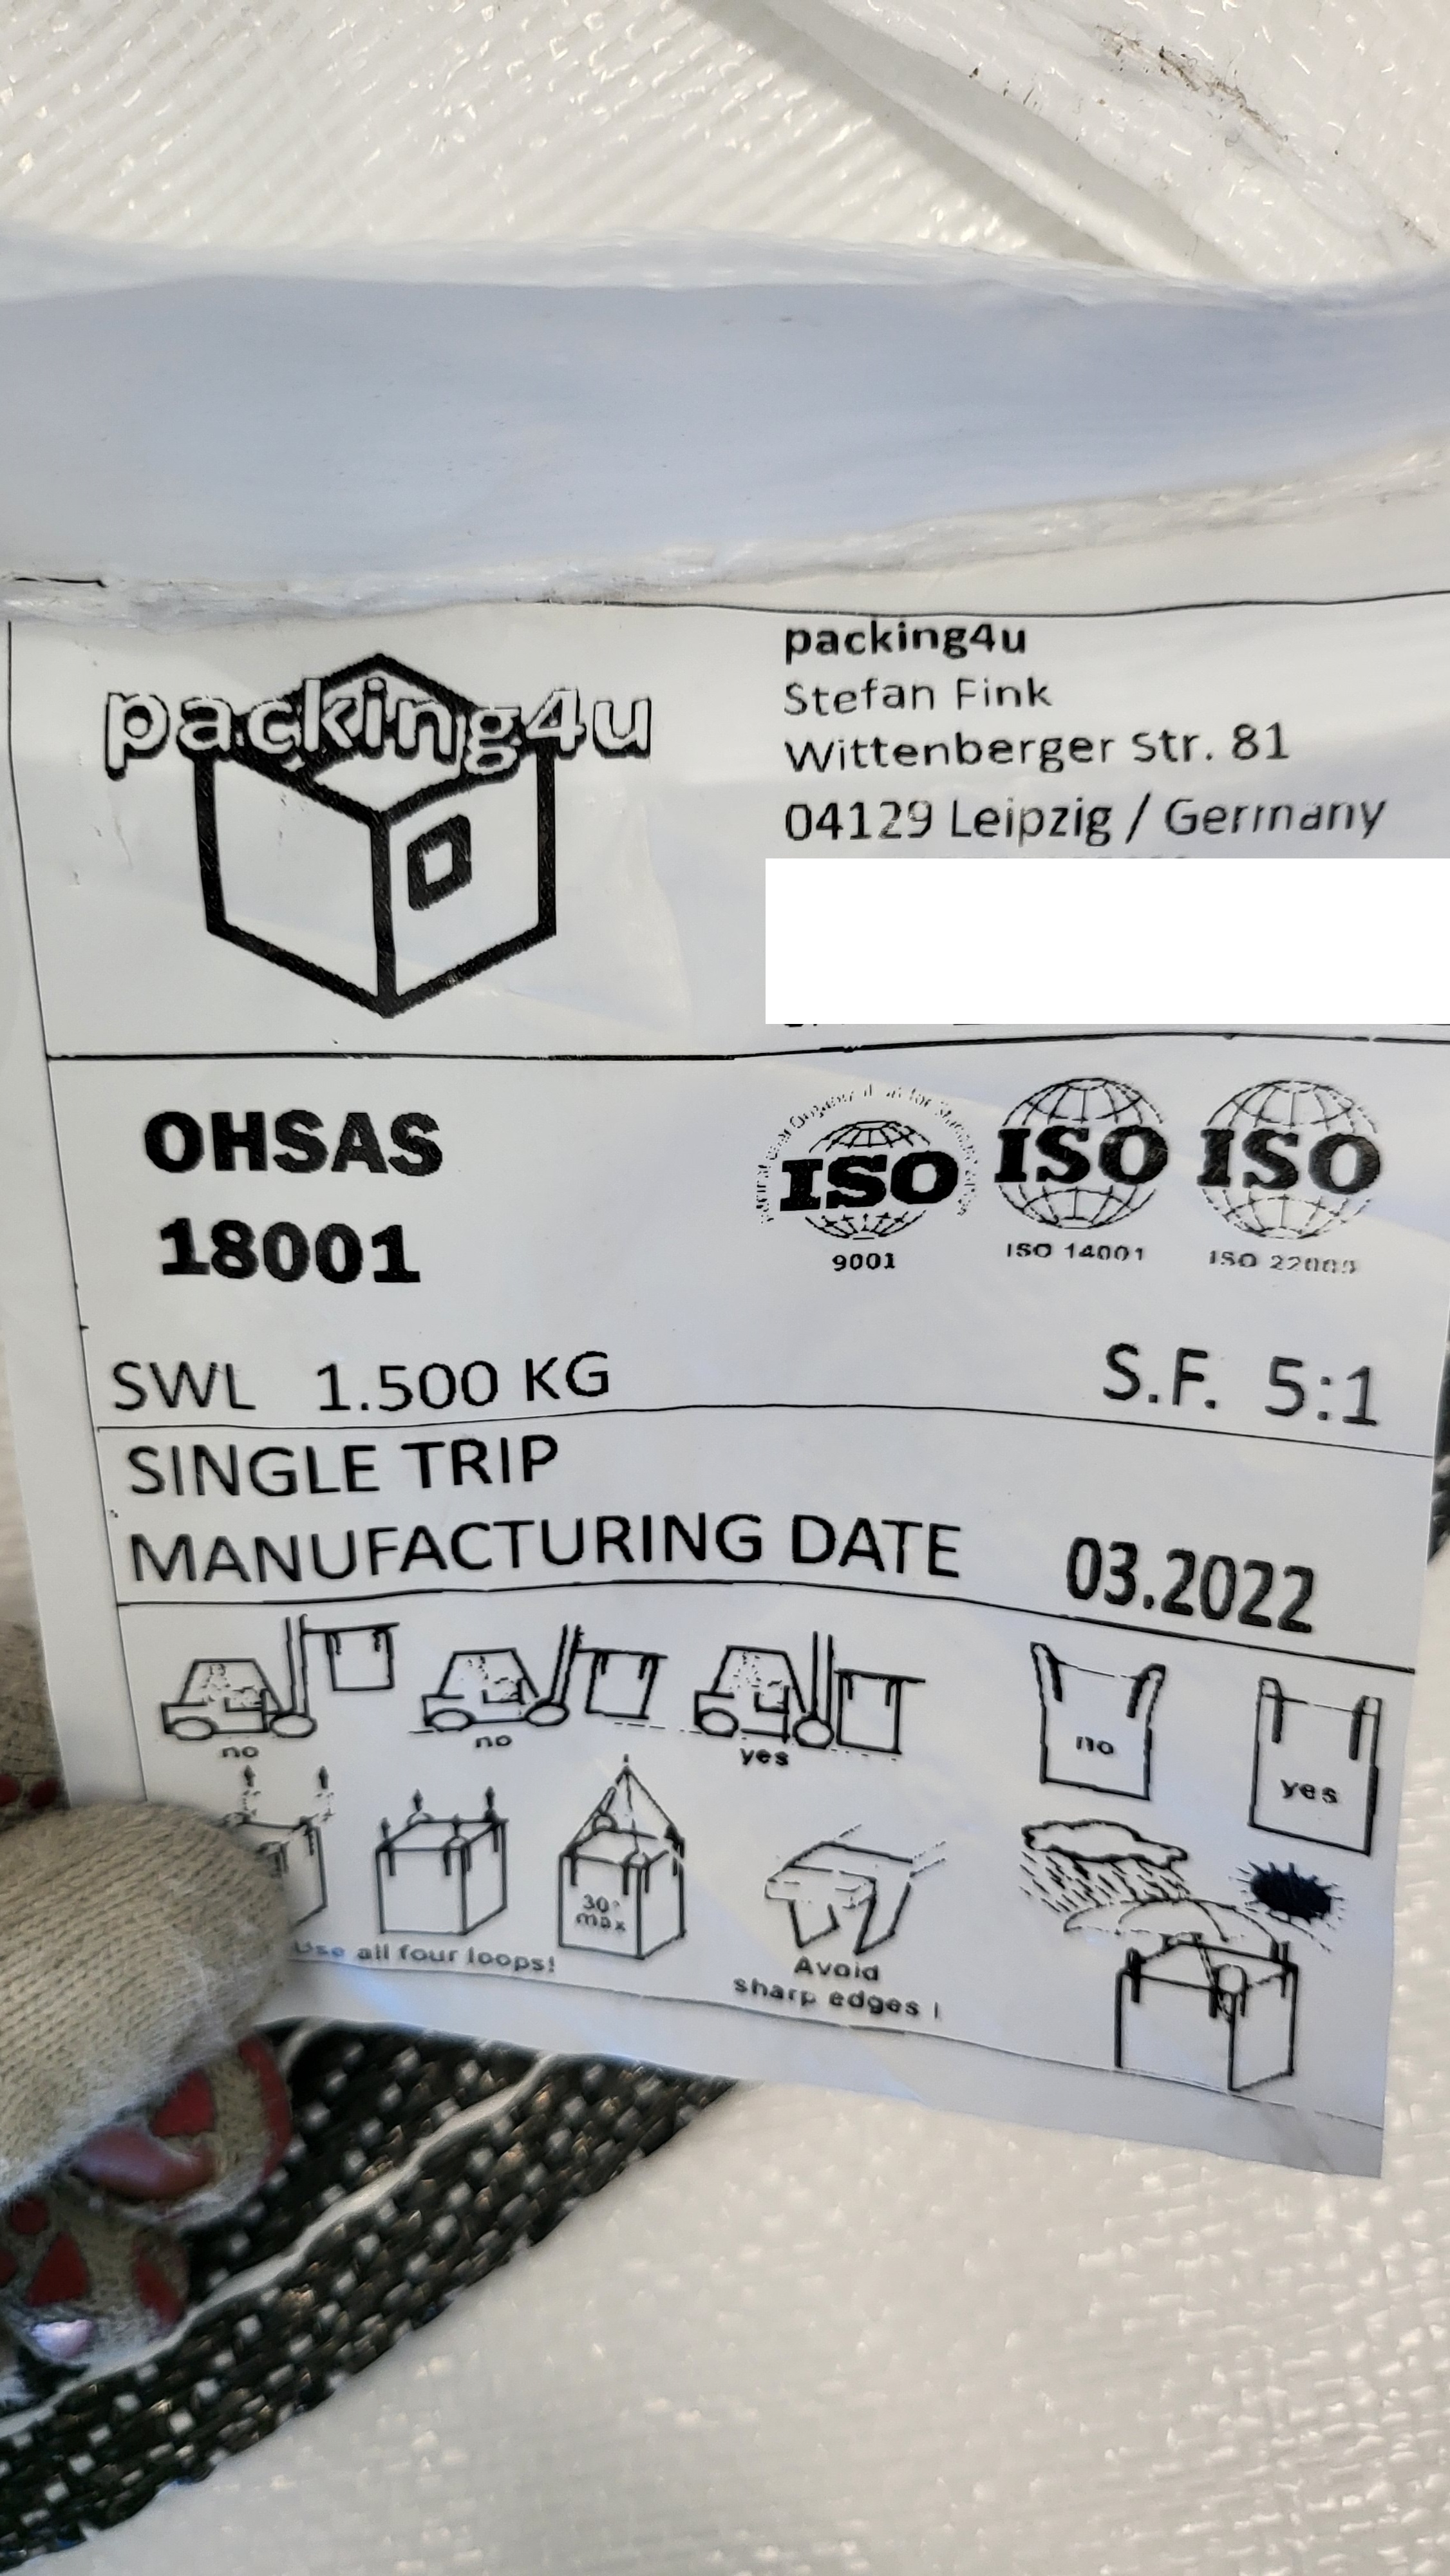 packing4u
packing4u
Stefan Fink
Wittenberger Str. 81
04129 Leipzig / Germany
OHSAS
18001
ISO
9001
ISO
ISO 14001
ISO
ISO
SWL 1.500 KG
S.F. 5:1
SINGLE TRIP
MANUFACTURING DATE 03.2022
no
no
yes
no
yes
30°
max
Use all four loops!
Avoid
sharp edges !